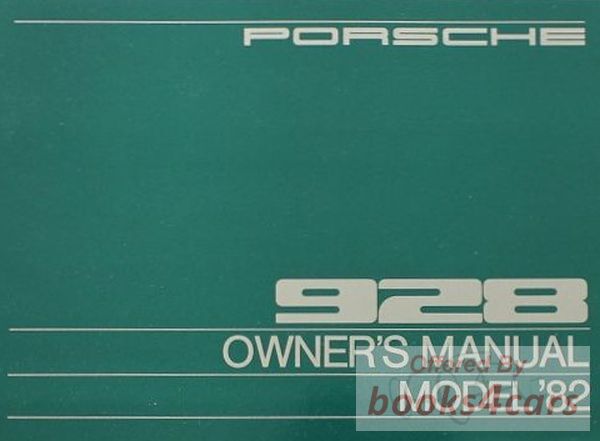 PORSCHE
928
OWNER'S MANUAL
Offered By
MODEL '82
books4cars